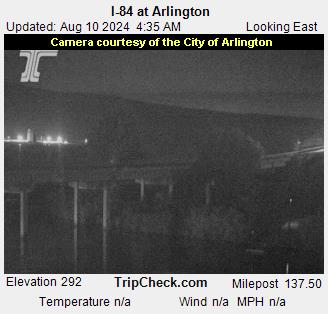 I-84 at Arlington
Updated: Aug 10 2024 4:35 AM Looking East
Camera courtesy of the City of Arlington
Elevation 292 TripCheck.com Milepost 137.50
Temperature n/a Wind n/a MPH n/a